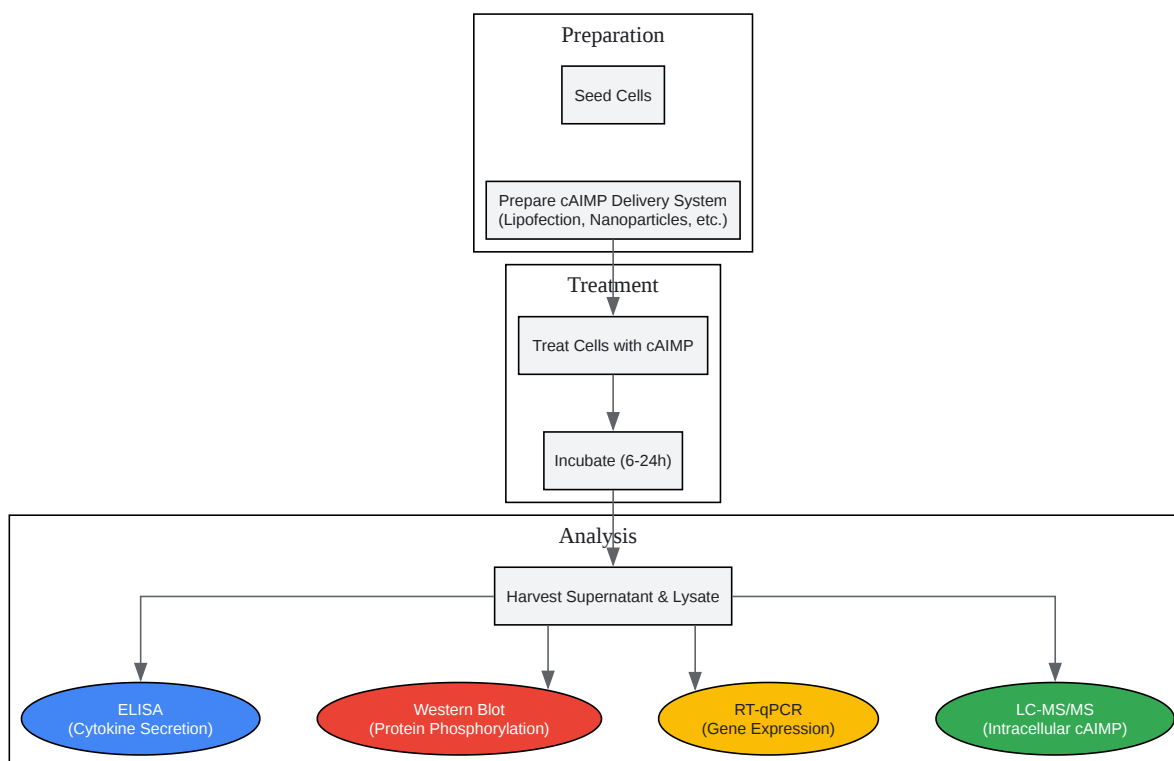 Preparation
Seed Cells
Prepare cAIMP Delivery System
(Lipofection, Nanoparticles, etc.)
Treatment
Treat Cells with cAIMP
Incubate (6-24h)
Analysis
Harvest Supernatant & Lysate
ELISA
(Cytokine Secretion)
Western Blot
(Protein Phosphorylation)
RT-qPCR
(Gene Expression)
LC-MS/MS
(Intracellular cAIMP)